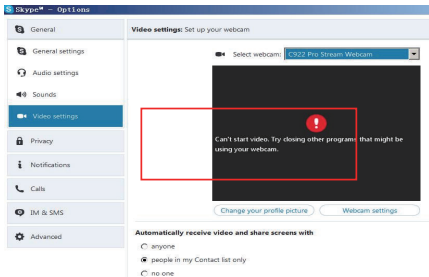 Skype™ - Options
General
Video settings: Set up your webcam
General settings
Select webcam: C922 Pro Stream Webcam
Audio settings
Sounds
Video settings
Can't start video. Try closing other programs that might be
using your webcam.
Privacy
Notifications
Calls
Change your profile picture
Webcam settings
IM & SMS
Advanced
Automatically receive video and share screens with
anyone
people in my Contact list only
no one